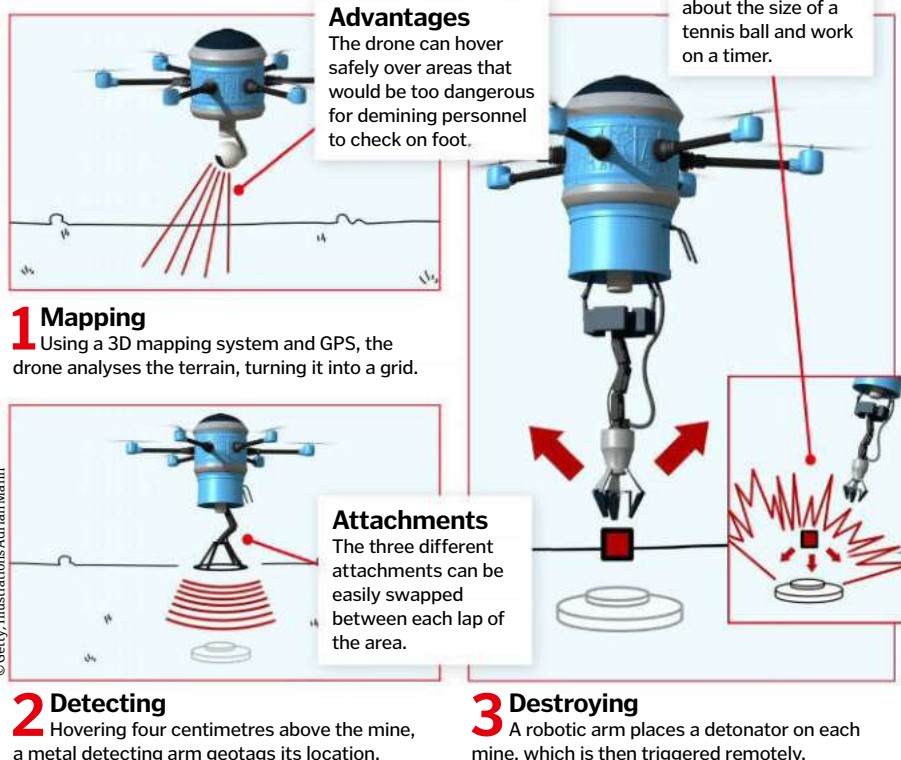 Advantages
The drone can hover
safely over areas that
would be too dangerous
for demining personnel
to check on foot.
about the size of a
tennis ball and work
on a timer.
1 Mapping
Using a 3D mapping system and GPS, the
drone analyses the terrain, turning it into a grid.
Attachments
The three different
attachments can be
easily swapped
between each lap of
the area.
2 Detecting
Hovering four centimetres above the mine,
a metal detecting arm geotags its location.
3 Destroying
A robotic arm places a detonator on each
mine, which is then triggered remotely.
© Getty; Illustrations Adrian Mann